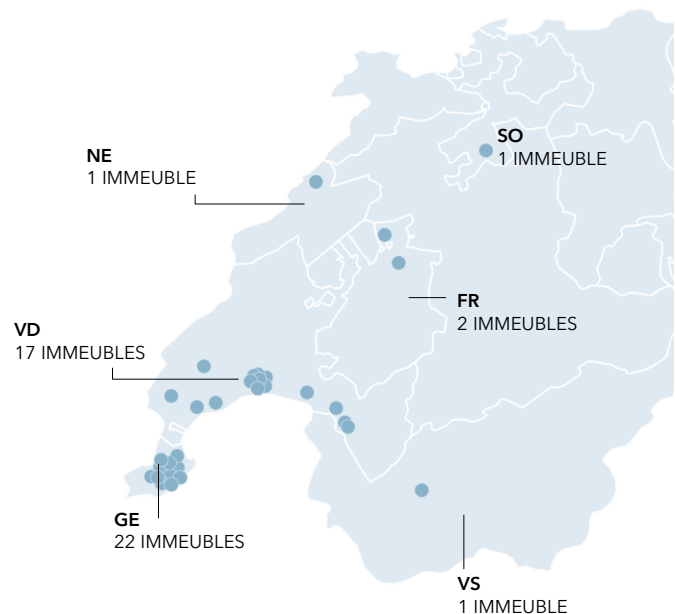 SO
1 IMMEUBLE
NE
1 IMMEUBLE
FR
2 IMMEUBLES
VD
17 IMMEUBLES
GE
22 IMMEUBLES
VS
1 IMMEUBLE